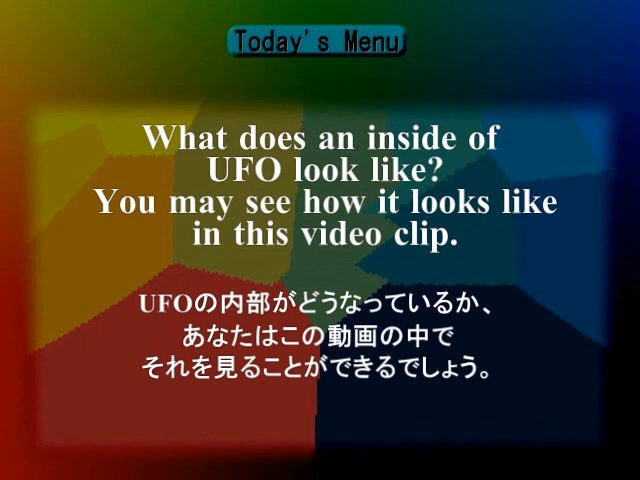 Today's Menu
What does an inside of
UFO look like?
You may see how it looks like
in this video clip.
UFOの内部がどうなっているか、
あなたはこの動画の中で
それを見ることができるでしょう。